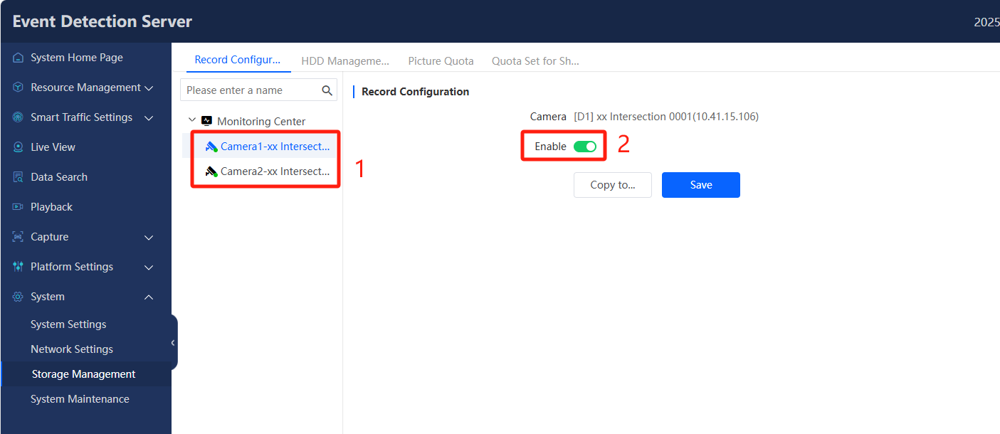 Event Detection Server
2025
System Home Page
Resource Management
Smart Traffic Settings
Live View
Data Search
Playback
Capture
Platform Settings
System
System Settings
Network Settings
Storage Management
System Maintenance
Record Configur...
HDD Manageme...
Picture Quota
Quota Set for Sh...
Please enter a name
Monitoring Center
Camera1-xx Intersect...
Camera2-xx Intersect...
1
Record Configuration
Camera [D1] xx Intersection 0001(10.41.15.106)
Enable
2
Copy to...
Save